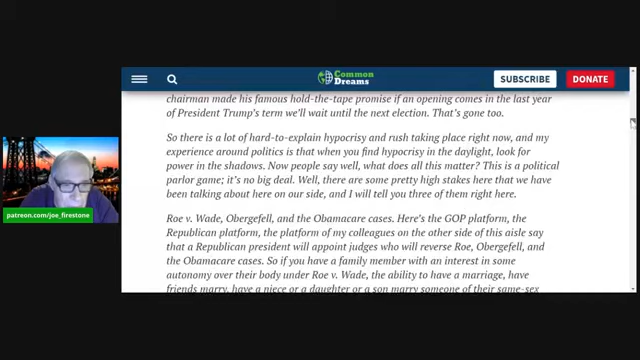 Common
Dreams
SUBSCRIBE
DONATE
chairman made his famous hold-the-tape promise if an opening comes in the last year
of President Trump's term we'll wait until the next election. That's gone too.
So there is a lot of hard-to-explain hypocrisy and rush taking place right now, and my
experience around politics is that when you find hypocrisy in the daylight, look for
power in the shadows. Now people say well, what does all this matter? This is a political
parlor game; it's no big deal. Well, there are some pretty high stakes here that we have
been talking about here on our side, and I will tell you three of them right here.
Roe v. Wade, Obergefell, and the Obamacare cases. Here's the GOP platform, the
Republican platform, the platform of my colleagues on the other side of this aisle say
that a Republican president will appoint judges who will reverse Roe, Obergefell, and
the Obamacare cases. So if you have a family member with an interest in some
autonomy over their body under Roe v. Wade, the ability to have a marriage, have
friends marry, have a niece or a daughter or a son marry someone of their same-sex
patreon.com/joe_firestone